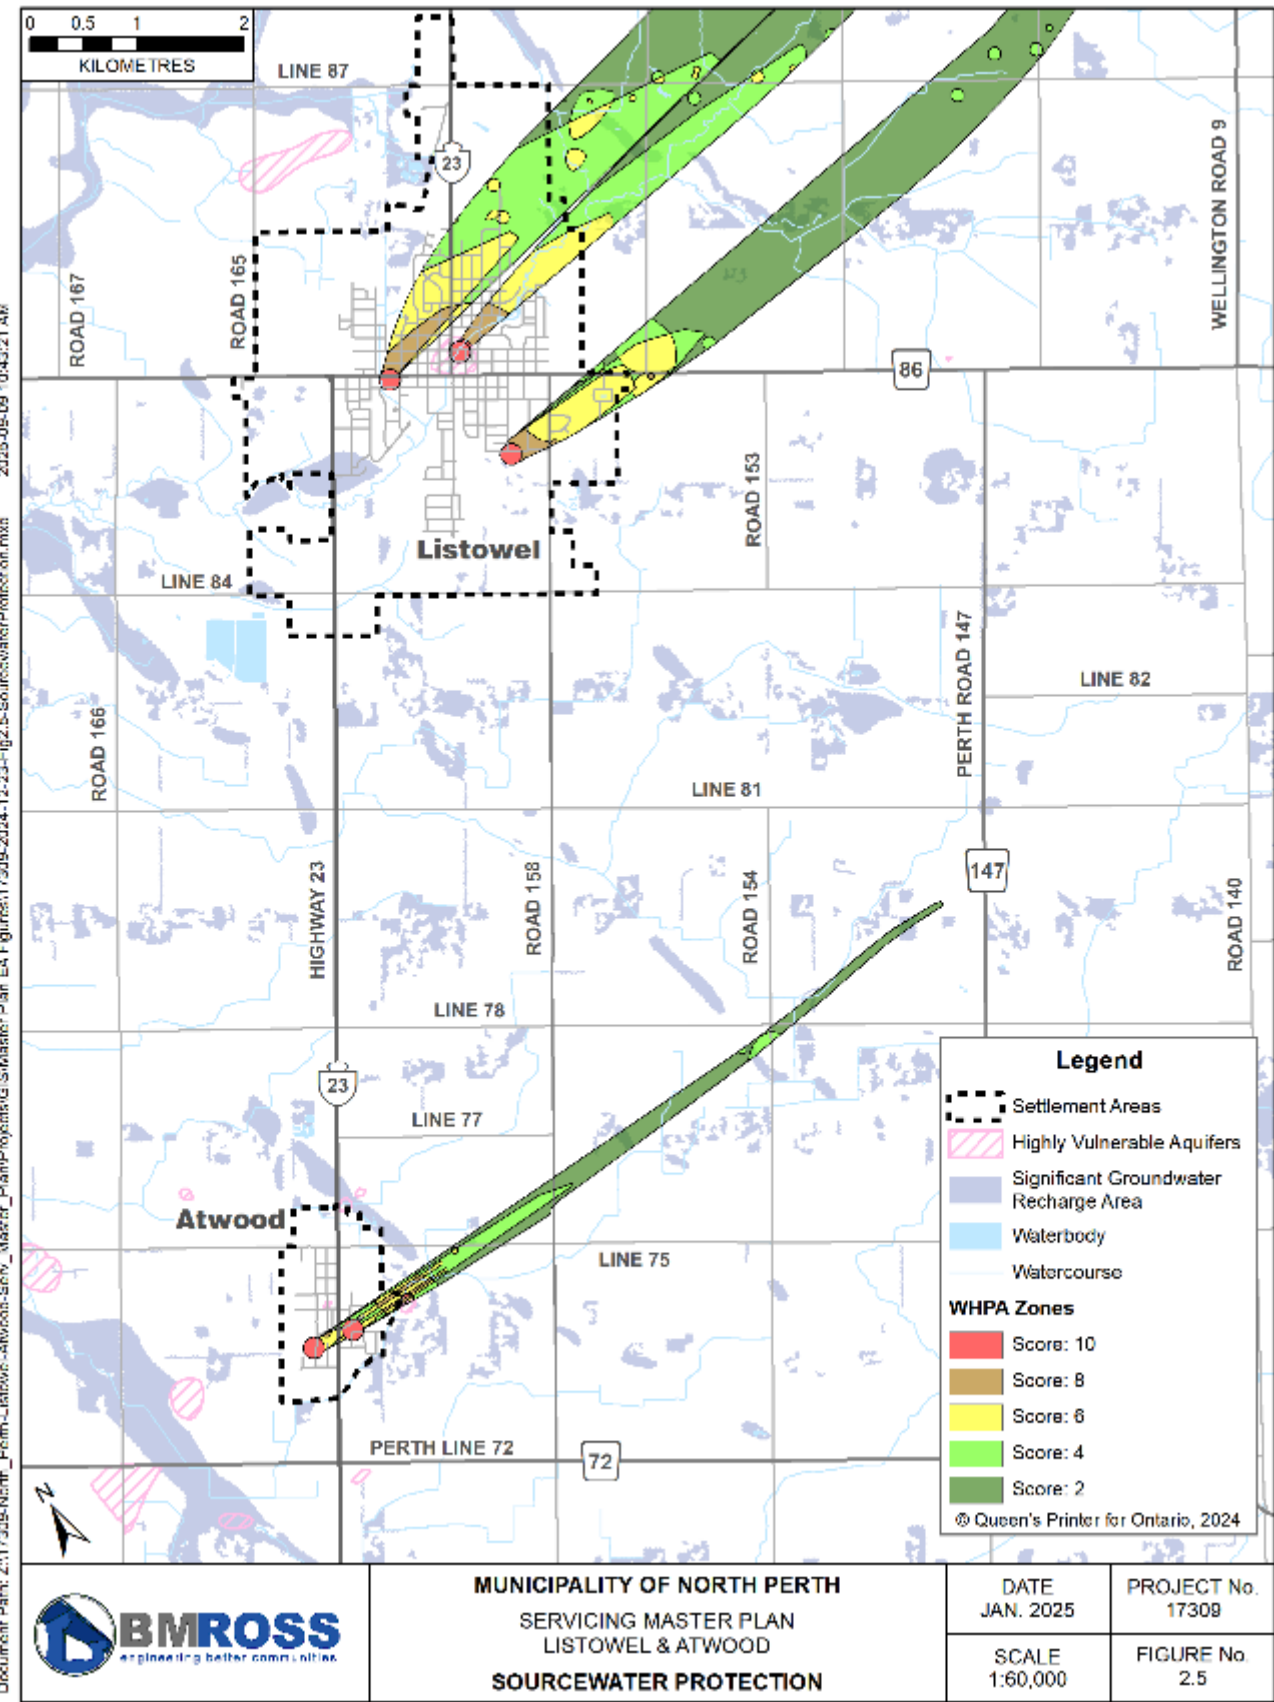 0 0.5 1 2
KILOMETRES
LINE 87
23
ROAD 167
ROAD 165
WELLINGTON ROAD 9
86
ROAD 153
Listowel
LINE 84
PERTH ROAD 147
LINE 82
ROAD 166
LINE 81
HIGHWAY 23
ROAD 158
ROAD 154
147
ROAD 140
LINE 78
23
LINE 77
Atwood
LINE 75
PERTH LINE 72
72
N
Legend
Settlement Areas
Highly Vulnerable Aquifers
Significant Groundwater
Recharge Area
Waterbody
Watercourse
WHPA Zones
Score: 10
Score: 8
Score: 6
Score: 4
Score: 2
© Queen's Printer for Ontario, 2024
BMROSS
engineering better communities
MUNICIPALITY OF NORTH PERTH
SERVICING MASTER PLAN
LISTOWEL & ATWOOD
SOURCEWATER PROTECTION
DATE
JAN. 2025
PROJECT No.
17309
SCALE
1:60,000
FIGURE No.
2.5